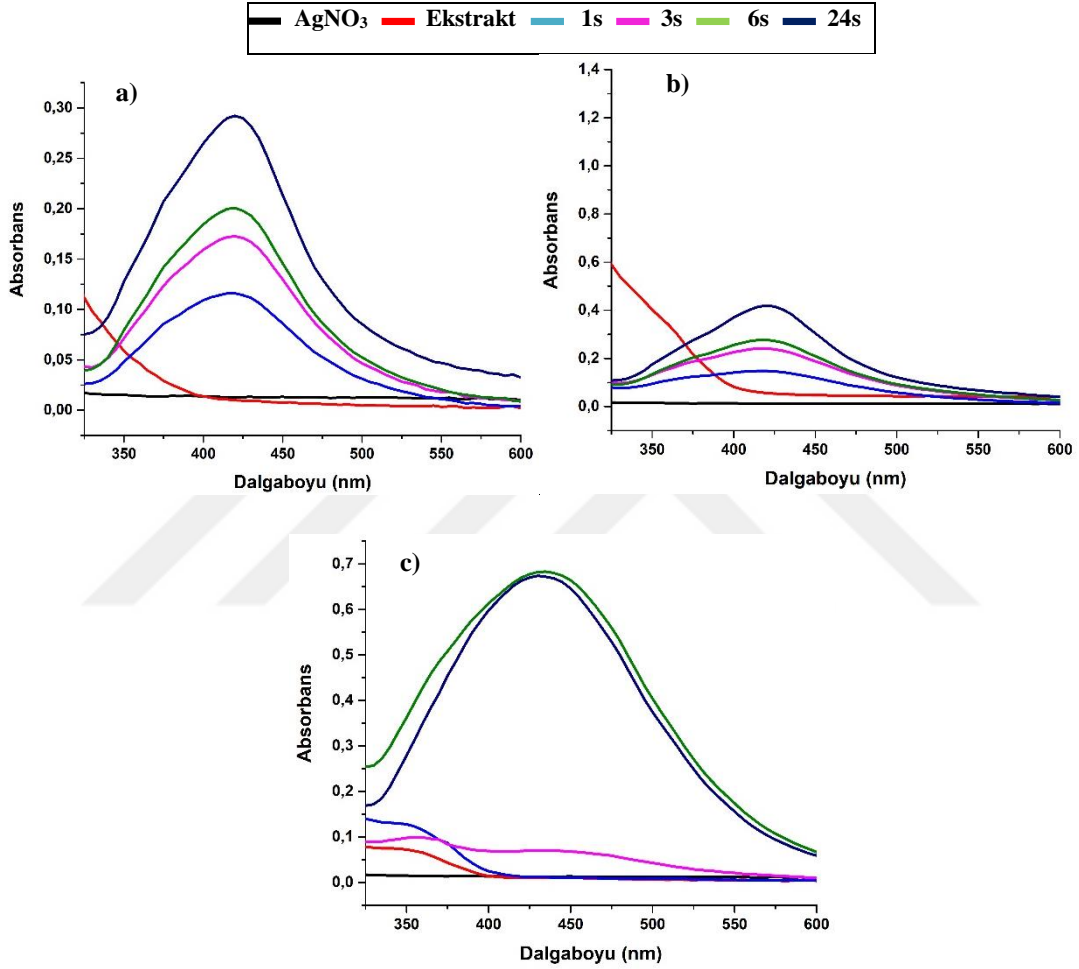 AgNO₃ Ekstrakt 1s 3s 6s 24s
a)
0,30
0,25
0,20
0,15
0,10
0,05
0,00
Absorbans
350 400 450 500 550 600
Dalgaboyu (nm)
b)
1,4
1,2
1,0
0,8
0,6
0,4
0,2
0,0
Absorbans
350 400 450 500 550 600
Dalgaboyu (nm)
c)
0,7
0,6
0,5
0,4
0,3
0,2
0,1
0,0
Absorbans
350 400 450 500 550 600
Dalgaboyu (nm)